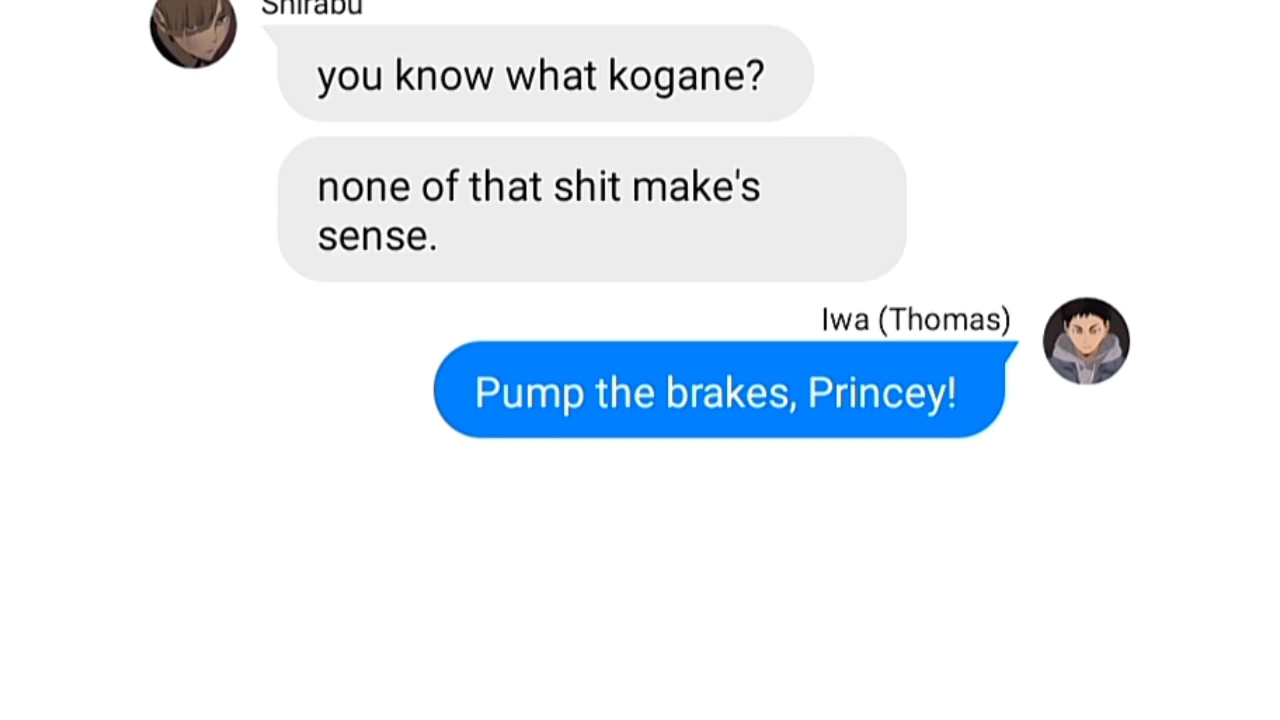 Shirabu
you know what kogane?
none of that shit make's
sense.
Iwa (Thomas)
Pump the brakes, Princey!